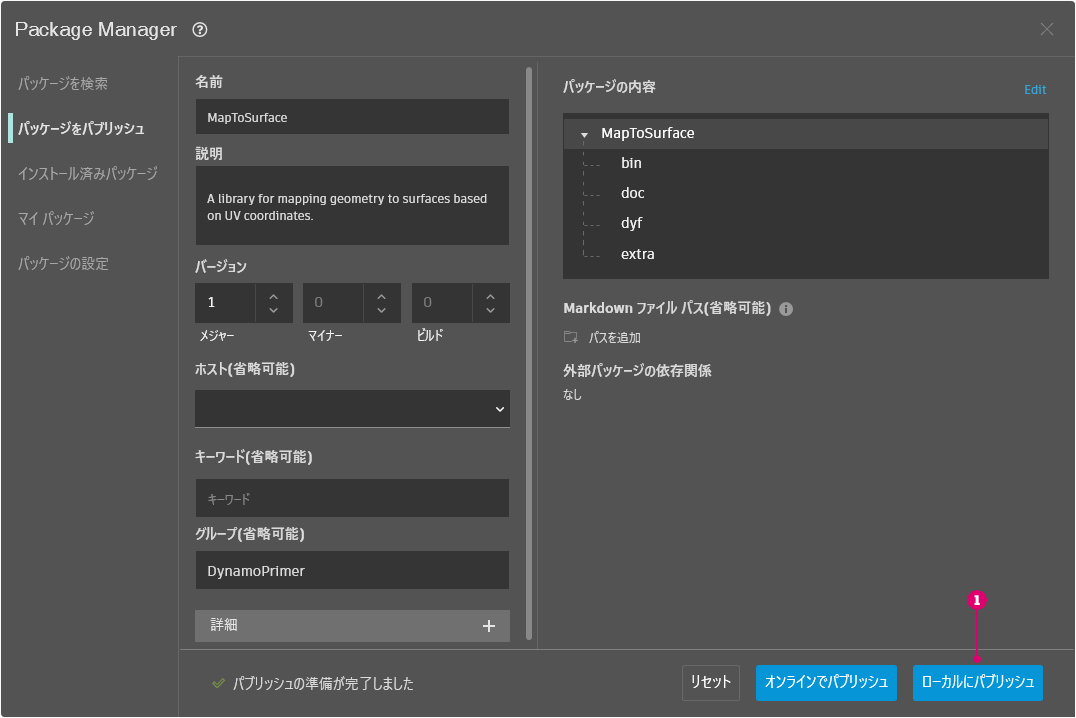 Package Manager ?
パッケージを検索
パッケージをパブリッシュ
インストール済みパッケージ
マイ パッケージ
パッケージの設定
名前
MapToSurface
説明
A library for mapping geometry to surfaces based
on UV coordinates.
バージョン
1 0 0
メジャー マイナー ビルド
ホスト(省略可能)
キーワード(省略可能)
キーワード
グループ(省略可能)
DynamoPrimer
詳細
パッケージの内容 Edit
MapToSurface
bin
doc
dyf
extra
Markdown ファイル パス(省略可能) i
パスを追加
外部パッケージの依存関係
なし
1
パブリッシュの準備が完了しました
リセット オンラインでパブリッシュ ローカルにパブリッシュ